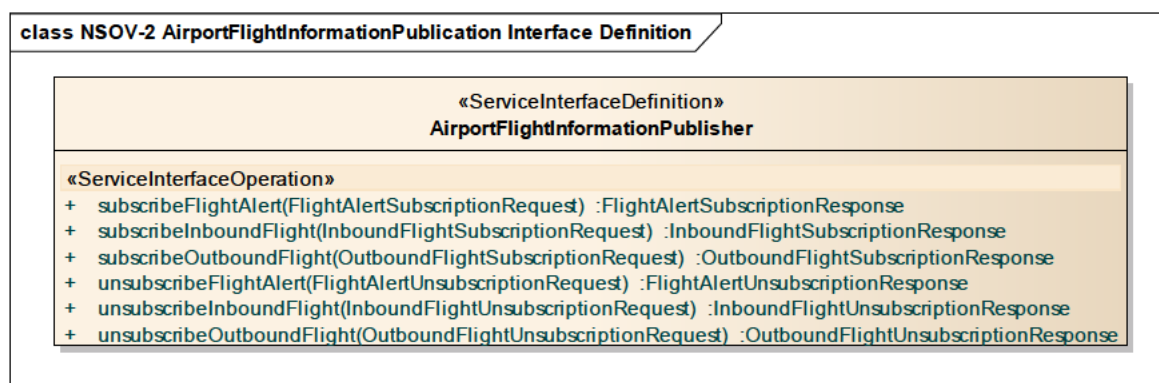 class NSOV-2 AirportFlightInformationPublication Interface Definition
«ServiceInterfaceDefinition»
AirportFlightInformationPublisher
«ServiceInterfaceOperation»
+ subscribeFlightAlert(FlightAlertSubscriptionRequest) :FlightAlertSubscriptionResponse
+ subscribeInboundFlight(InboundFlightSubscriptionRequest) :InboundFlightSubscriptionResponse
+ subscribeOutboundFlight(OutboundFlightSubscriptionRequest) :OutboundFlightSubscriptionResponse
+ unsubscribeFlightAlert(FlightAlertUnsubscriptionRequest) :FlightAlertUnsubscriptionResponse
+ unsubscribeInboundFlight(InboundFlightUnsubscriptionRequest) :InboundFlightUnsubscriptionResponse
+ unsubscribeOutboundFlight(OutboundFlightUnsubscriptionRequest) :OutboundFlightUnsubscriptionResponse